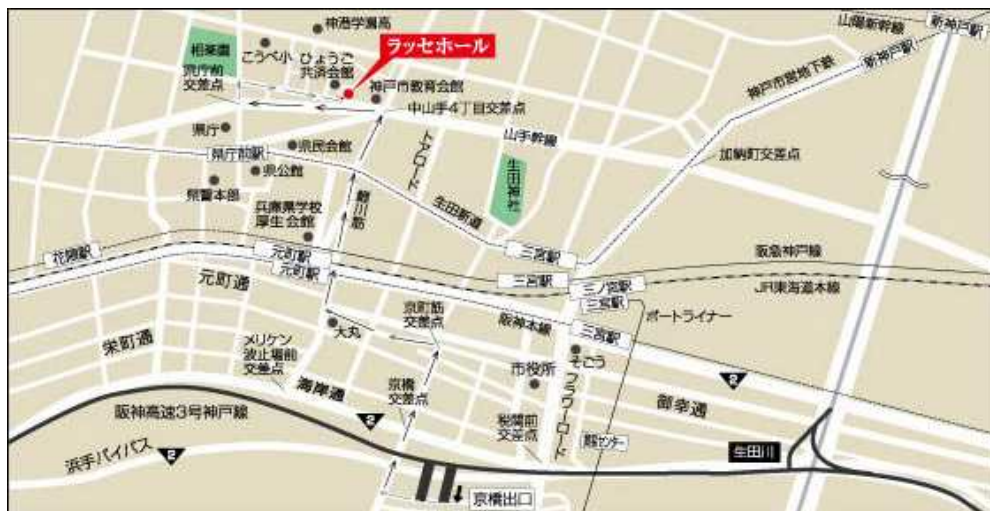 神港学園高
山陽新幹線
新神戸駅
相楽園
こうべ小
ひょうご
共済会館
ラッセホール
新神戸駅
県庁前
交差点
神戸市教育会館
中山手4丁目交差点
神戸市営地下鉄
県庁
県民会館
トアロード
山手幹線
加納町交差点
県庁前駅
県公館
県警本部
生田神社
兵庫県学校
厚生会館
鯉川筋
生田新道
花隈駅
元町駅
元町駅
三宮駅
阪急神戸線
元町通
三宮駅
三ノ宮駅
三宮駅
JR東海道本線
京町筋
交差点
阪神本線
ポートライナー
三宮駅
大丸
栄町通
メリケン
波止場前
交差点
そごう
市役所
海岸通
京橋
交差点
フラワーロード
2
御幸通
阪神高速3号神戸線
2
税関前
交差点
浜手バイパス
2
生田川
京橋出口